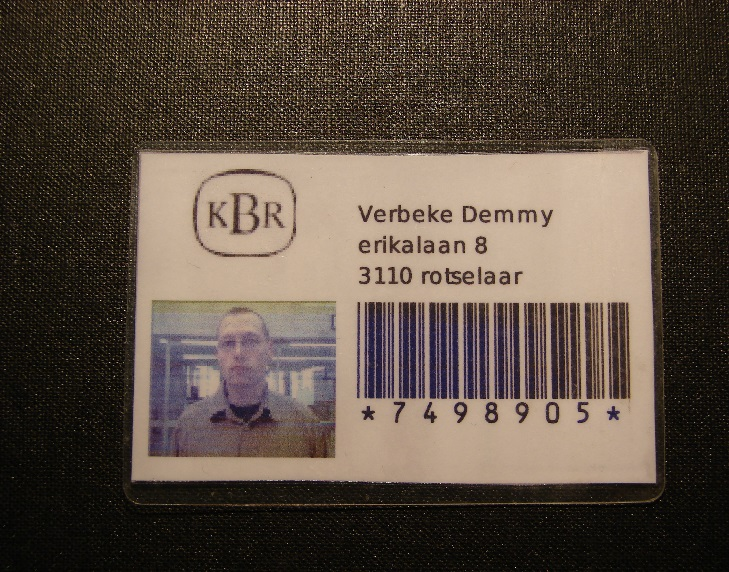 KBR
Verbeke Demmy
erikalaan 8
3110 rotselaar
*7498905*